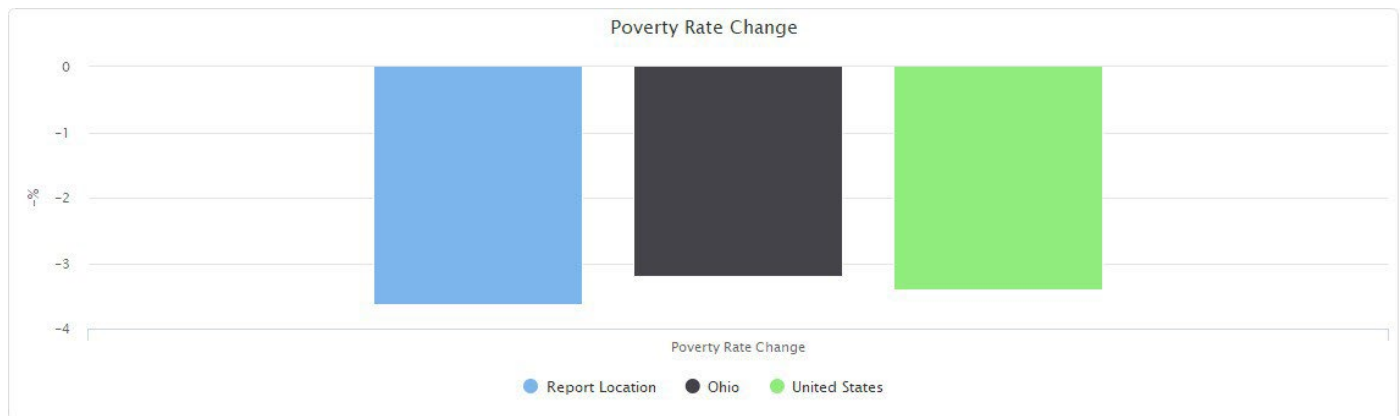 Poverty Rate Change
0
-1
-2
-3
-4
-%
Poverty Rate Change
Report Location
Ohio
United States